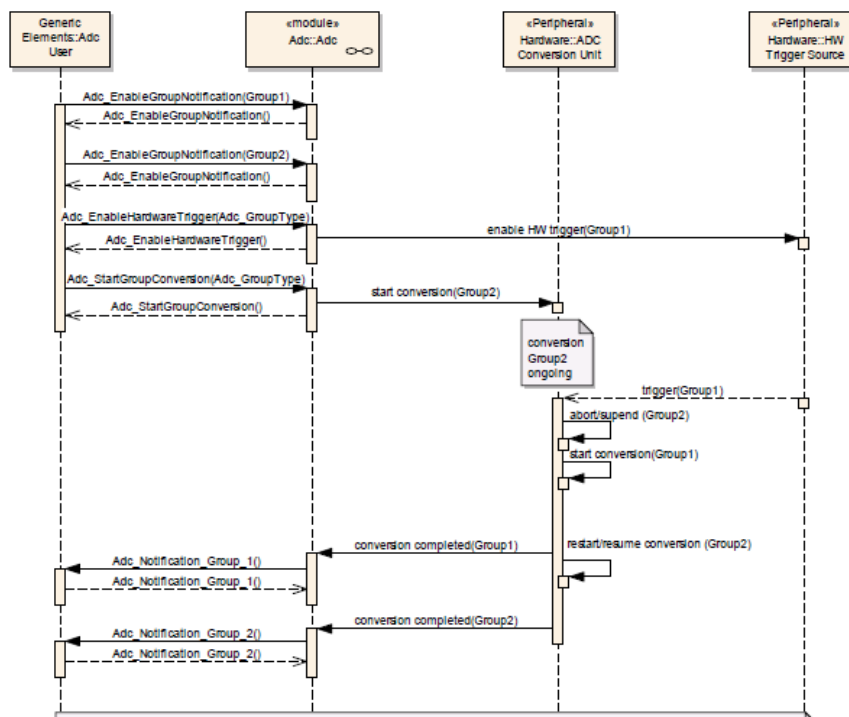 Generic
Elements::Adc
User
«module»
Adc::Adc
«Peripheral»
Hardware::ADC
Conversion Unit
«Peripheral»
Hardware::HW
Trigger Source
Adc_EnableGroupNotification(Group1)
Adc_EnableGroupNotification()
Adc_EnableGroupNotification(Group2)
Adc_EnableGroupNotification()
Adc_EnableHardwareTrigger(Adc_GroupType)
enable HW trigger(Group1)
Adc_EnableHardwareTrigger()
Adc_StartGroupConversion(Adc_GroupType)
start conversion(Group2)
Adc_StartGroupConversion()
conversion
Group2
ongoing
trigger(Group1)
abort/supend (Group2)
start conversion(Group1)
conversion completed(Group1)
restart/resume conversion (Group2)
Adc_Notification_Group_1()
Adc_Notification_Group_1()
conversion completed(Group2)
Adc_Notification_Group_2()
Adc_Notification_Group_2()